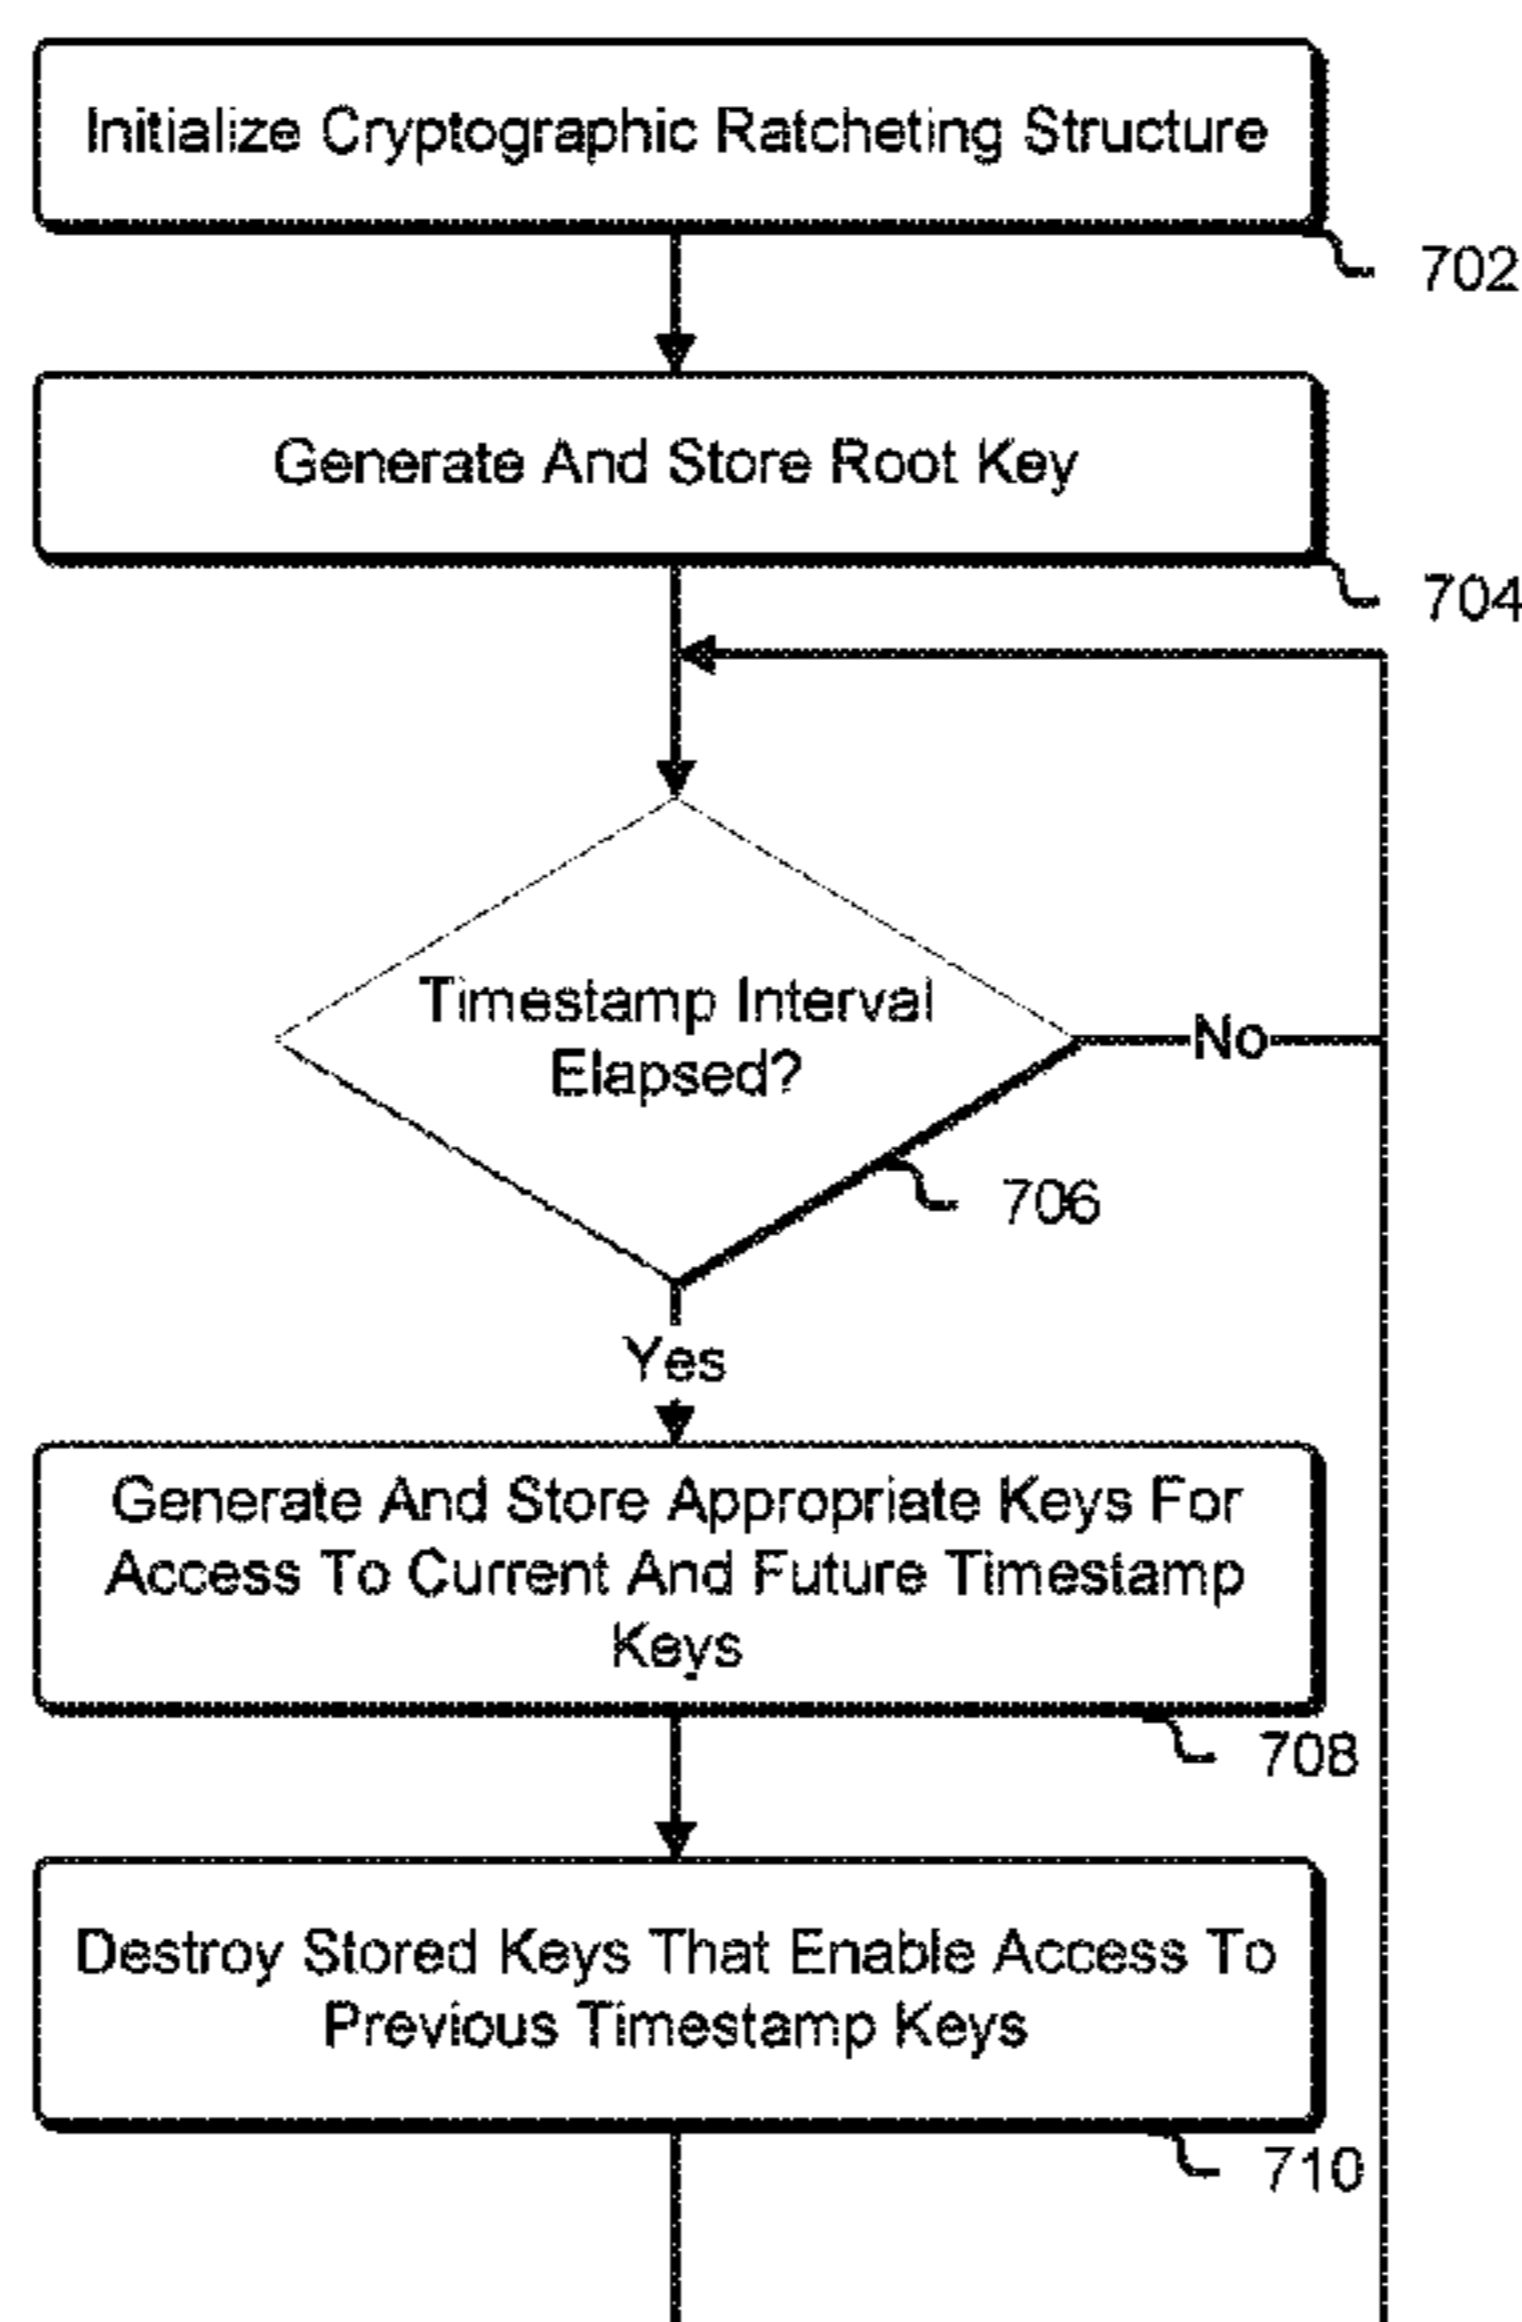 Initialize Cryptographic Ratcheting Structure
702
Generate And Store Root Key
704
Timestamp Interval
Elapsed?
No
706
Yes
Generate And Store Appropriate Keys For
Access To Current And Future Timestamp
Keys
708
Destroy Stored Keys That Enable Access To
Previous Timestamp Keys
710